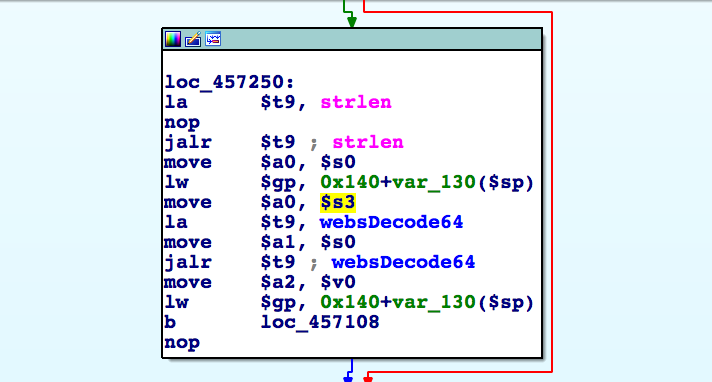 loc_457250:
la $t9, strlen
nop
jalr $t9 ; strlen
move $a0, $s0
lw $gp, 0x140+var_130($sp)
move $a0, $s3
la $t9, websDecode64
move $a1, $s0
jalr $t9 ; websDecode64
move $a2, $v0
lw $gp, 0x140+var_130($sp)
b loc_457108
nop